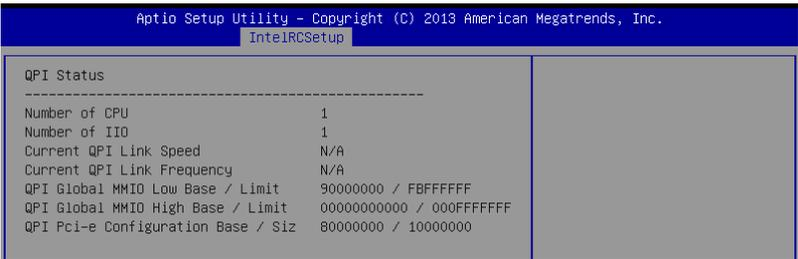 Aptio Setup Utility – Copyright (C) 2013 American Megatrends, Inc.
IntelRCSetup
QPI Status
--------------------------------------------------
Number of CPU 1
Number of IIO 1
Current QPI Link Speed N/A
Current QPI Link Frequency N/A
QPI Global MMIO Low Base / Limit 90000000 / FBFFFFFF
QPI Global MMIO High Base / Limit 00000000000 / 000FFFFFFF
QPI Pci-e Configuration Base / Siz 80000000 / 10000000